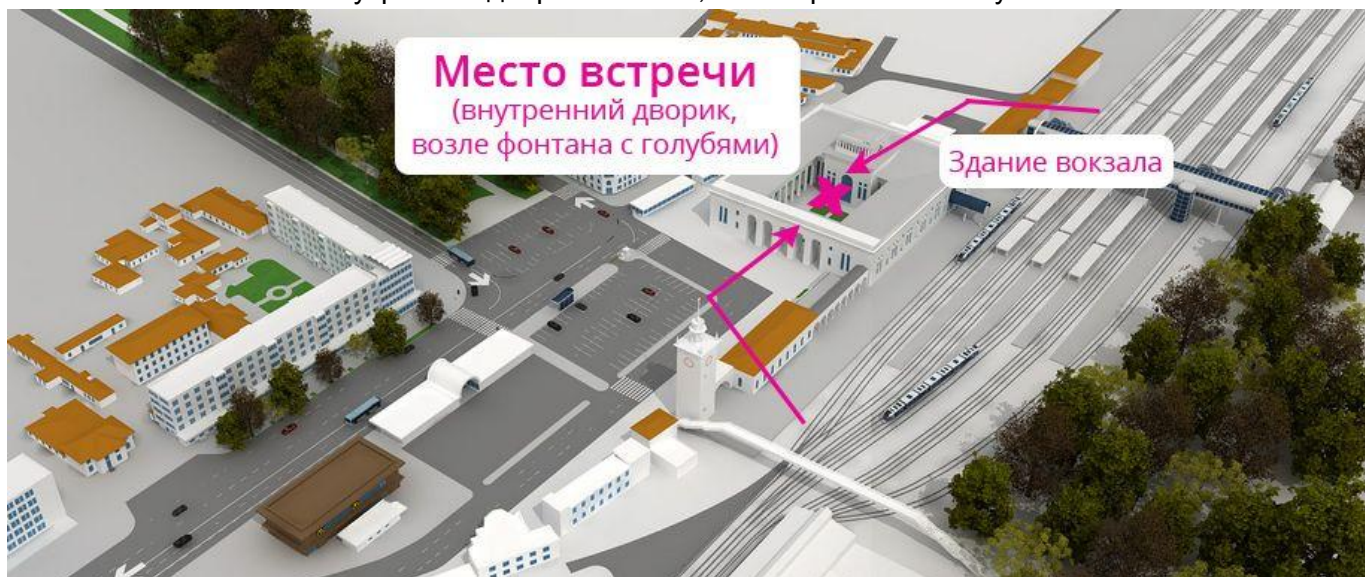 Место встречи
(внутренний дворик,
возле фонтана с голубями)
Здание вокзала